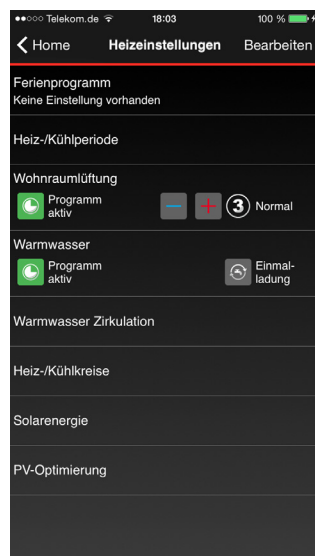 Telekom.de 18:03 100 %
Home Heizeinstellungen Bearbeiten
Ferienprogramm
Keine Einstellung vorhanden
Heiz-/Kühlperiode
Wohnraumlüftung
Programm
aktiv
3 Normal
Warmwasser
Programm
aktiv
Einmal-
ladung
Warmwasser Zirkulation
Heiz-/Kühlkreise
Solarenergie
PV-Optimierung